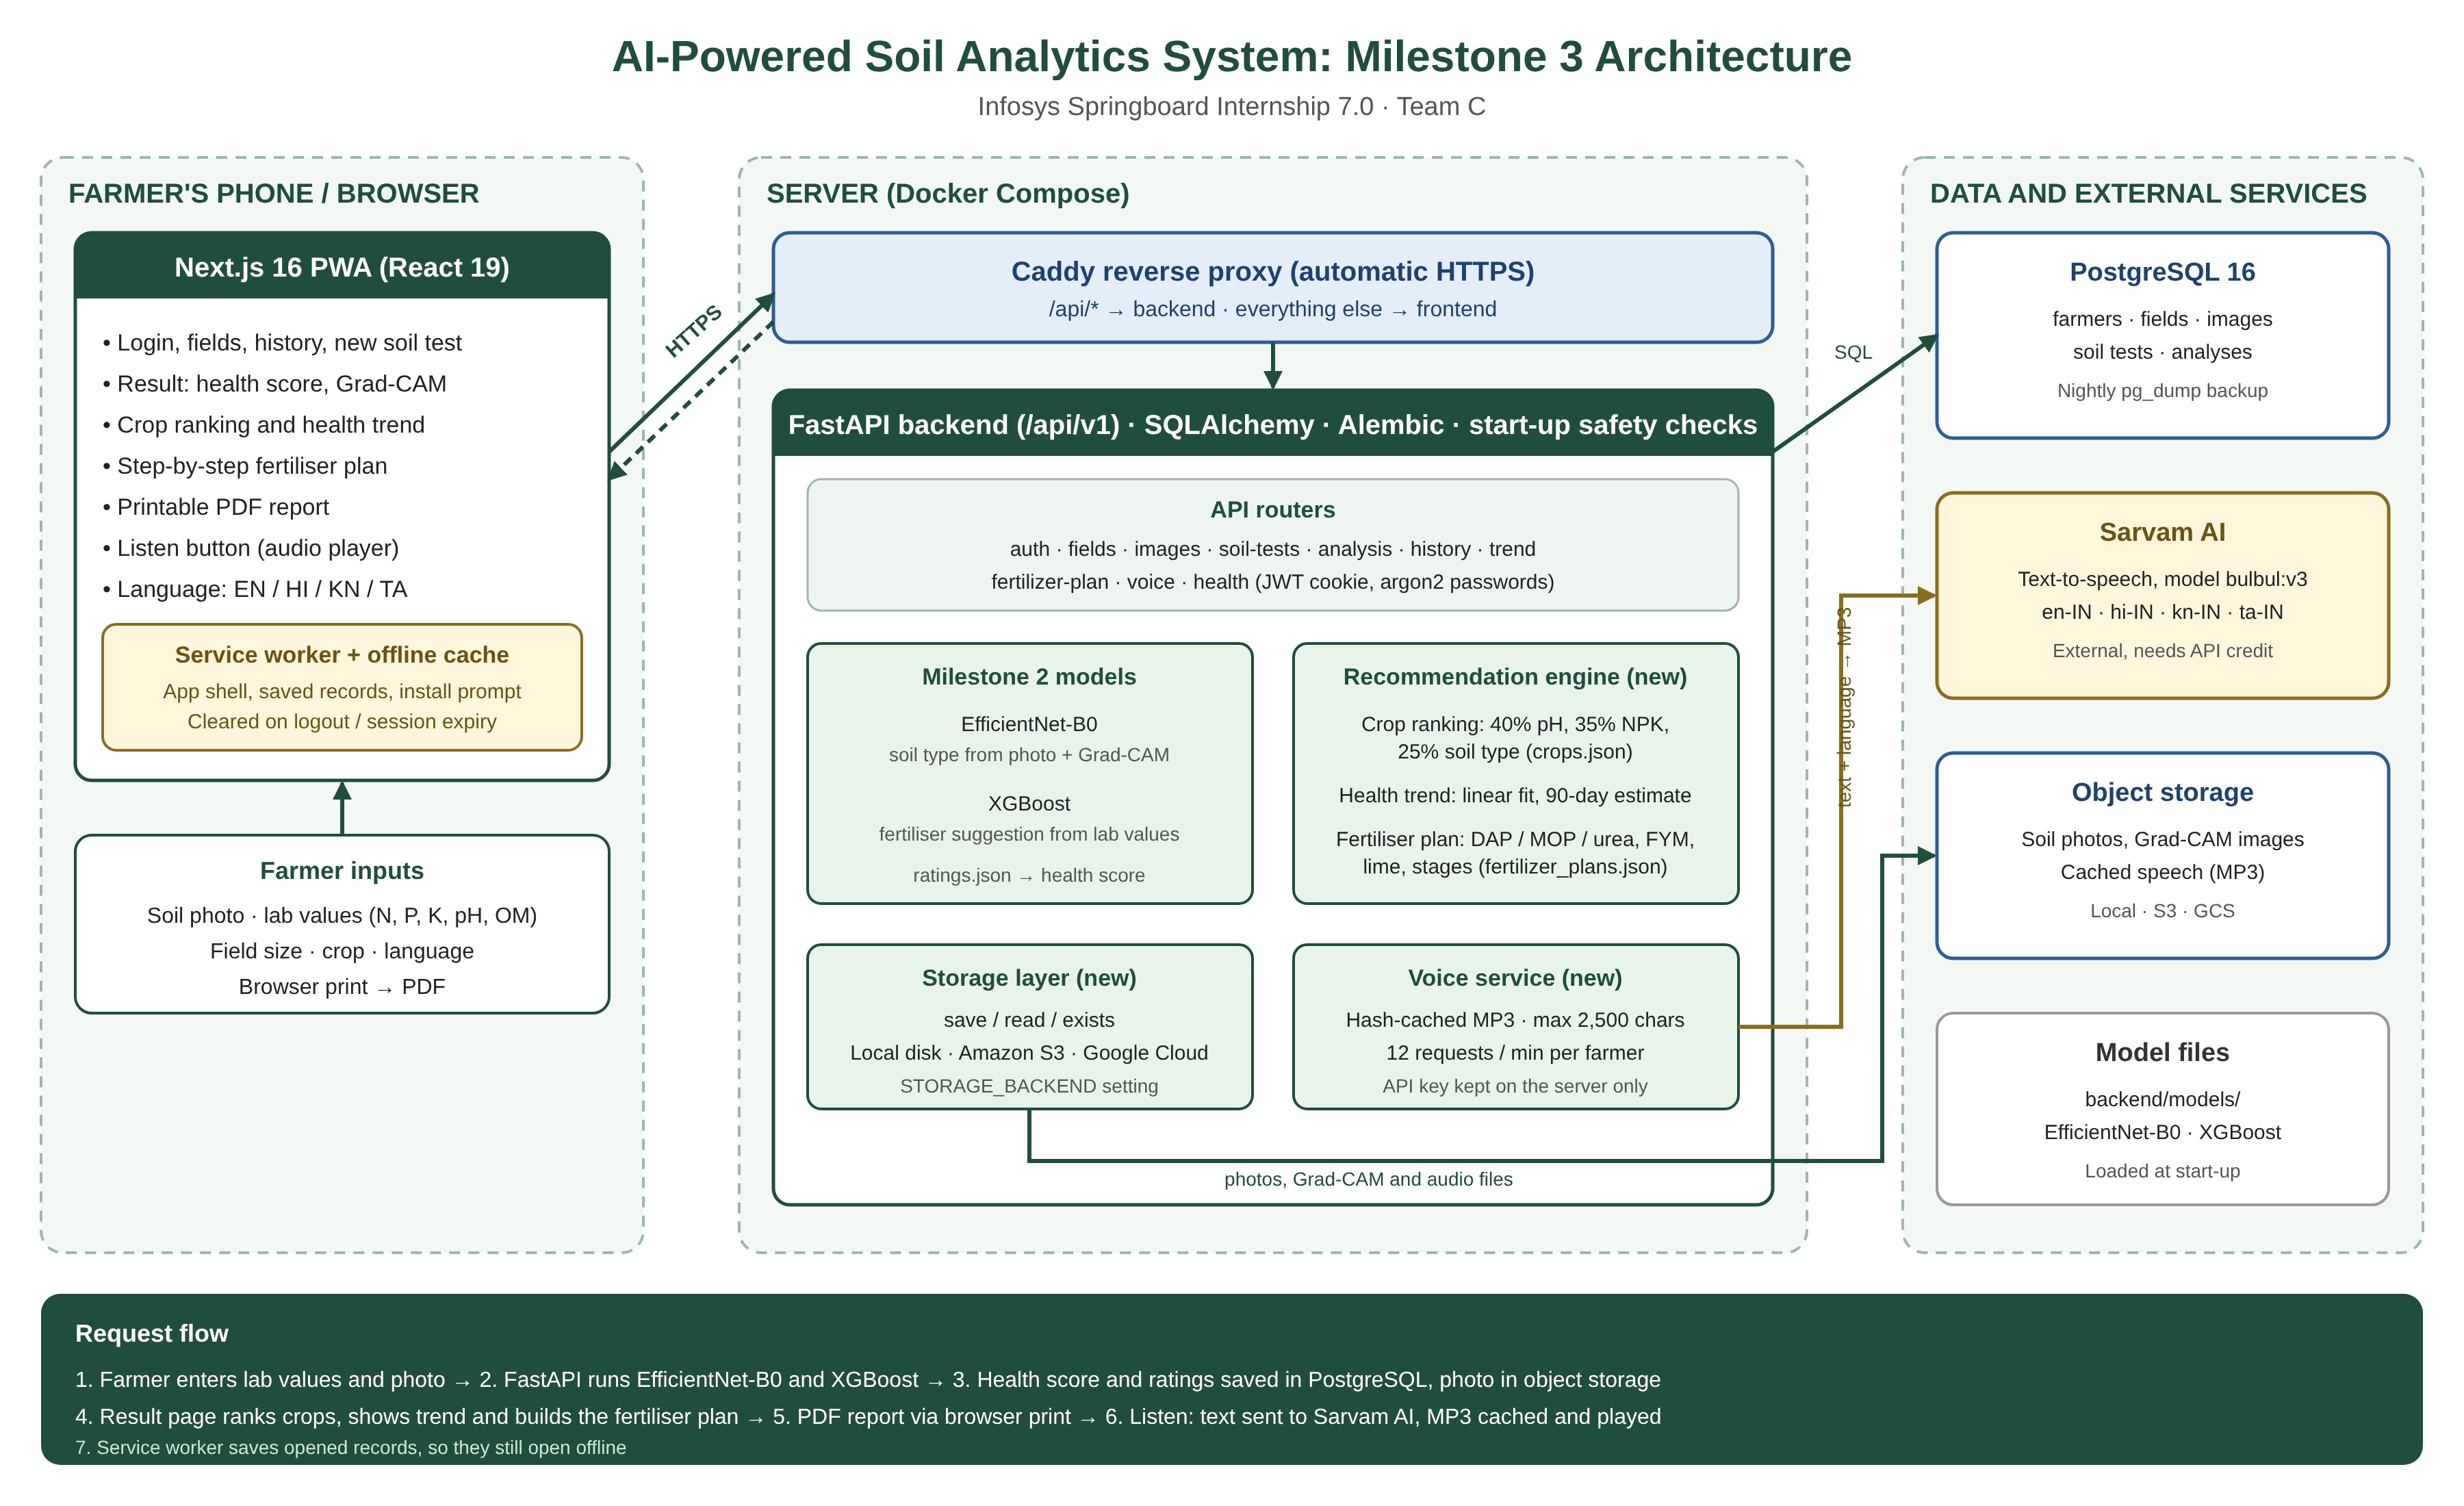 AI-Powered Soil Analytics System: Milestone 3 Architecture
Infosys Springboard Internship 7.0 · Team C
FARMER'S PHONE / BROWSER
Next.js 16 PWA (React 19)
• Login, fields, history, new soil test
• Result: health score, Grad-CAM
• Crop ranking and health trend
• Step-by-step fertiliser plan
• Printable PDF report
• Listen button (audio player)
• Language: EN / HI / KN / TA
Service worker + offline cache
App shell, saved records, install prompt
Cleared on logout / session expiry
Farmer inputs
Soil photo · lab values (N, P, K, pH, OM)
Field size · crop · language
Browser print → PDF
HTTPS
SERVER (Docker Compose)
Caddy reverse proxy (automatic HTTPS)
/api/* → backend · everything else → frontend
FastAPI backend (/api/v1) · SQLAlchemy · Alembic · start-up safety checks
API routers
auth · fields · images · soil-tests · analysis · history · trend
fertilizer-plan · voice · health (JWT cookie, argon2 passwords)
Milestone 2 models
EfficientNet-B0
soil type from photo + Grad-CAM
XGBoost
fertiliser suggestion from lab values
ratings.json → health score
Recommendation engine (new)
Crop ranking: 40% pH, 35% NPK,
25% soil type (crops.json)
Health trend: linear fit, 90-day estimate
Fertiliser plan: DAP / MOP / urea, FYM,
lime, stages (fertilizer_plans.json)
Storage layer (new)
save / read / exists
Local disk · Amazon S3 · Google Cloud
STORAGE_BACKEND setting
Voice service (new)
Hash-cached MP3 · max 2,500 chars
12 requests / min per farmer
API key kept on the server only
photos, Grad-CAM and audio files
SQL
text + language → MP3
DATA AND EXTERNAL SERVICES
PostgreSQL 16
farmers · fields · images
soil tests · analyses
Nightly pg_dump backup
Sarvam AI
Text-to-speech, model bulbul:v3
en-IN · hi-IN · kn-IN · ta-IN
External, needs API credit
Object storage
Soil photos, Grad-CAM images
Cached speech (MP3)
Local · S3 · GCS
Model files
backend/models/
EfficientNet-B0 · XGBoost
Loaded at start-up
Request flow
1. Farmer enters lab values and photo → 2. FastAPI runs EfficientNet-B0 and XGBoost → 3. Health score and ratings saved in PostgreSQL, photo in object storage
4. Result page ranks crops, shows trend and builds the fertiliser plan → 5. PDF report via browser print → 6. Listen: text sent to Sarvam AI, MP3 cached and played
7. Service worker saves opened records, so they still open offline